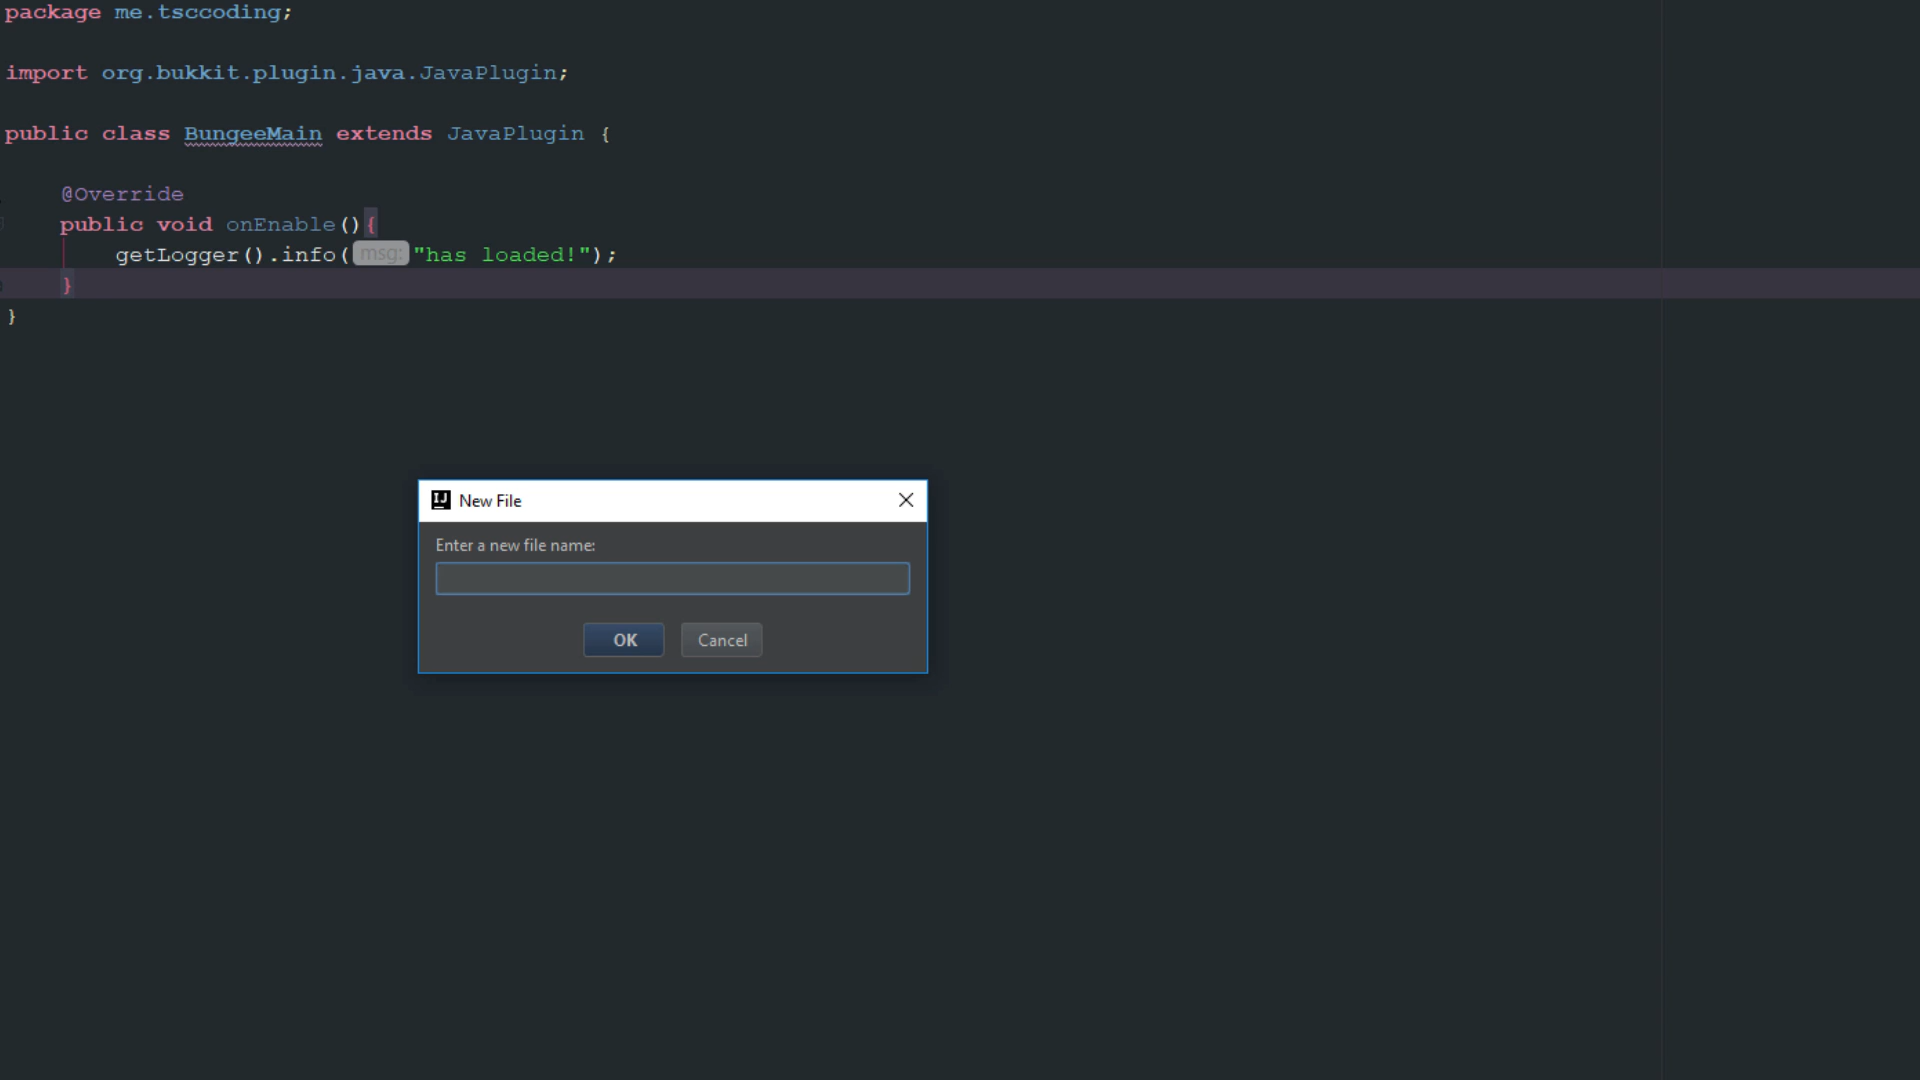 package me.tsccoding;
import org.bukkit.plugin.java.JavaPlugin;
public class BungeeMain extends JavaPlugin {
@Override
public void onEnable(){
getLogger().info(msg:"has loaded!");
}
}
IJ New File
Enter a new file name:
OK Cancel